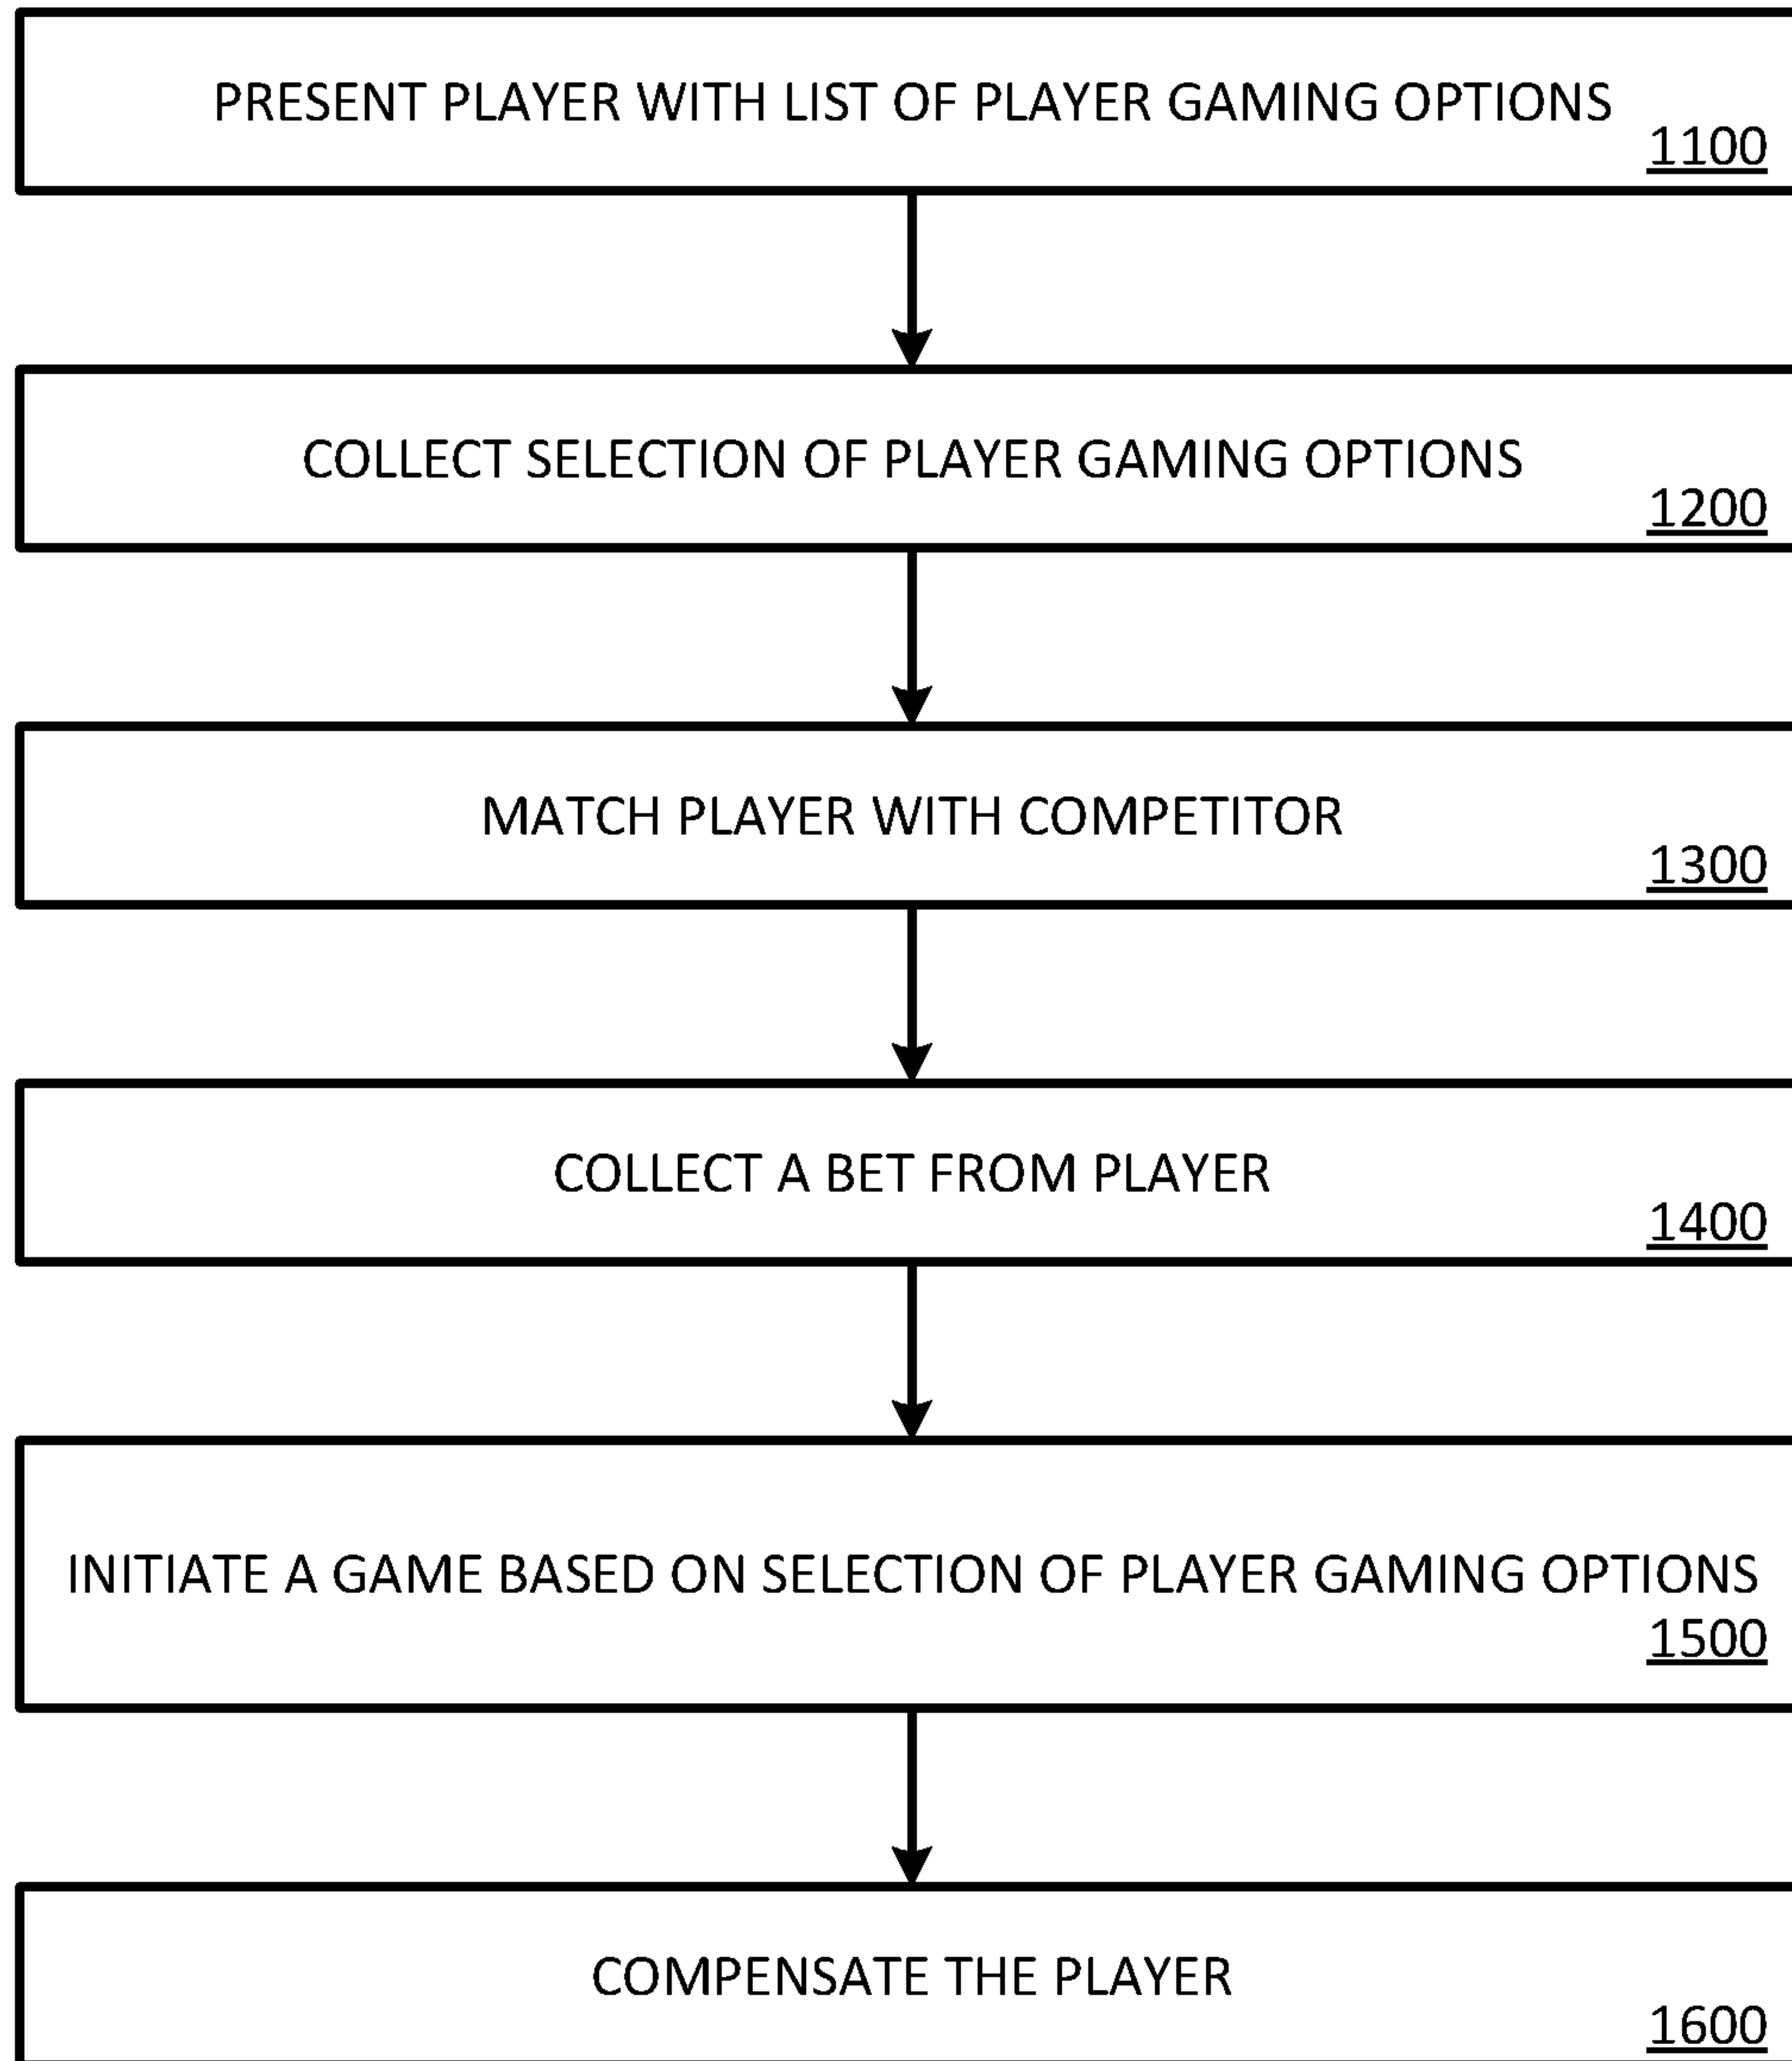 PRESENT PLAYER WITH LIST OF PLAYER GAMING OPTIONS
1100
COLLECT SELECTION OF PLAYER GAMING OPTIONS
1200
MATCH PLAYER WITH COMPETITOR
1300
COLLECT A BET FROM PLAYER
1400
INITIATE A GAME BASED ON SELECTION OF PLAYER GAMING OPTIONS
1500
COMPENSATE THE PLAYER
1600